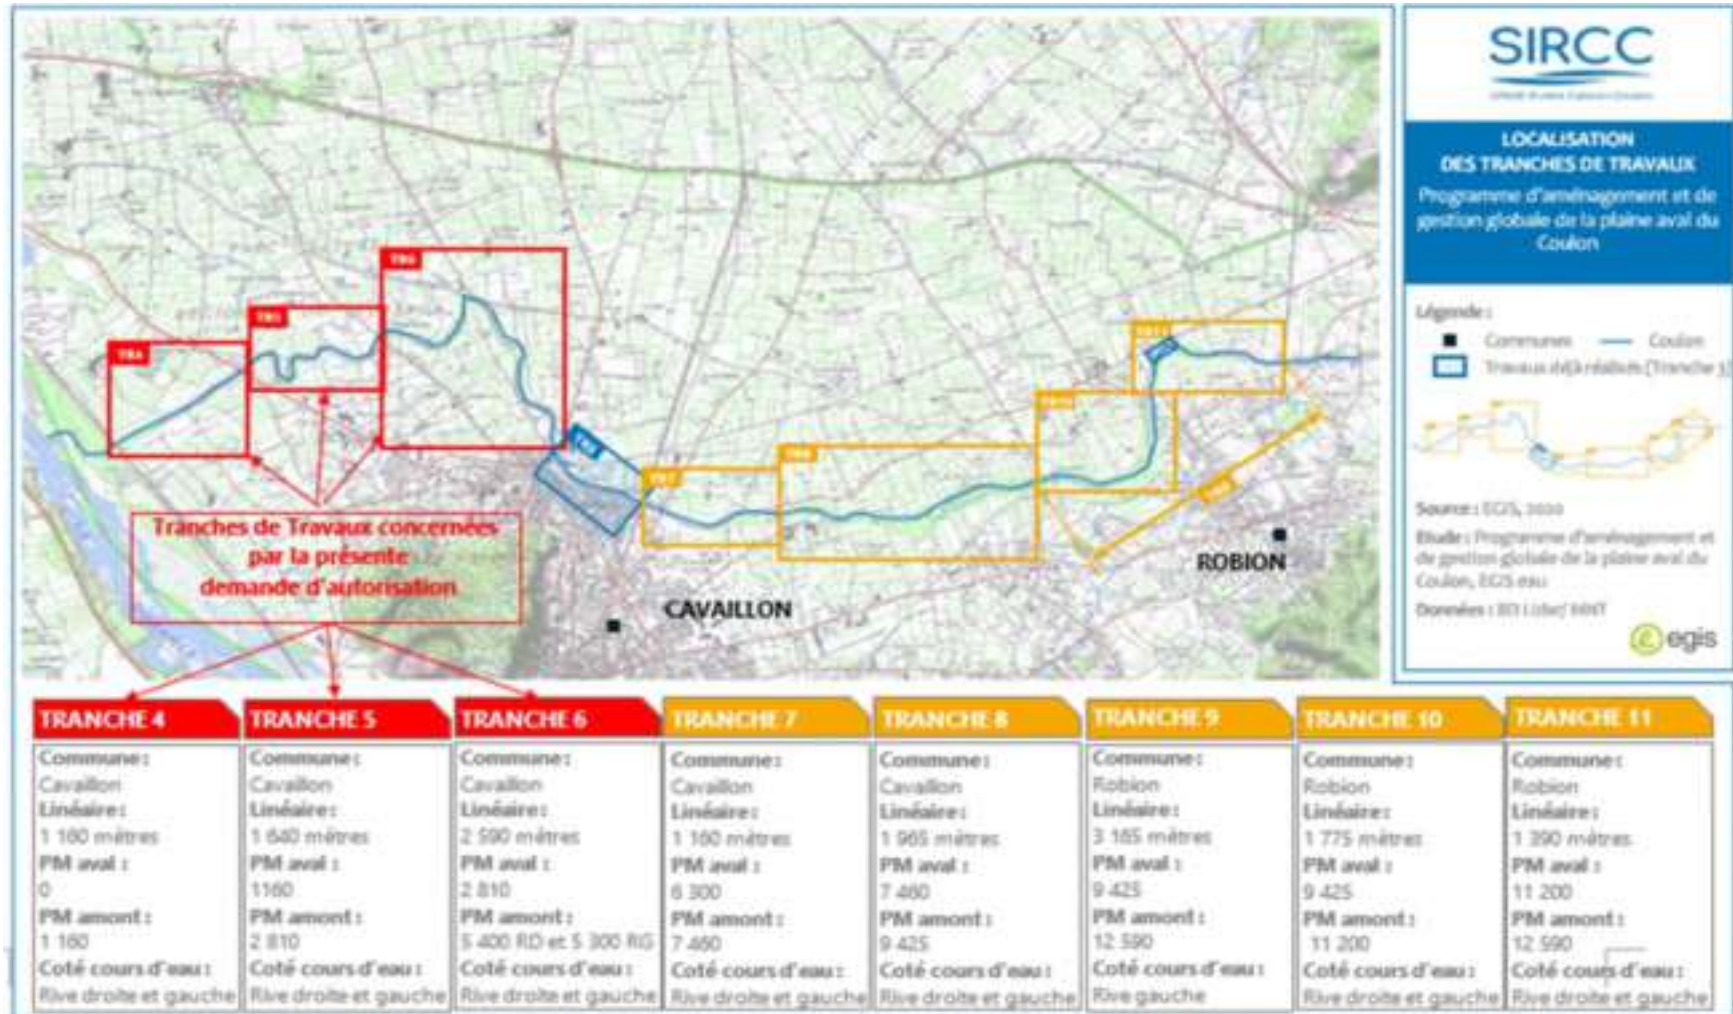 SIRCC
LOCALISATION
DES TRANCHES DE TRAVAUX
Programme d'aménagement et de
gestion globale de la plaine aval du
Coulon
Légende :
Communes
Coulon
Travaux déjà réalisés (Tranche 3)
Source : EGIS, 2020
Etude : Programme d'aménagement et
de gestion globale de la plaine aval du
Coulon, EGIS eau
egis
TR4
TR5
TR6
TR7
Tranches de Travaux concernées
par la présente
demande d'autorisation
CAVAILLON
ROBION
TRANCHE 4
Commune :
Cavaillon
Linéaire :
1 160 mètres
PM aval :
0
PM amont :
1 160
Coté cours d'eau :
Rive droite et gauche
TRANCHE 5
Commune :
Cavaillon
Linéaire :
1 640 mètres
PM aval :
1160
PM amont :
2 810
Coté cours d'eau :
Rive droite et gauche
TRANCHE 6
Commune :
Cavaillon
Linéaire :
2 590 mètres
PM aval :
2 810
PM amont :
5 400 RD et 5 300 RG
Coté cours d'eau :
Rive droite et gauche
TRANCHE 7
Commune :
Cavaillon
Linéaire :
1 160 mètres
PM aval :
6 300
PM amont :
7 460
Coté cours d'eau :
Rive droite et gauche
TRANCHE 8
Commune :
Cavaillon
Linéaire :
1 965 mètres
PM aval :
7 460
PM amont :
9 425
Coté cours d'eau :
Rive droite et gauche
TRANCHE 9
Commune :
Robion
Linéaire :
3 165 mètres
PM aval :
9 425
PM amont :
12 590
Coté cours d'eau :
Rive gauche
TRANCHE 10
Commune :
Robion
Linéaire :
1 775 mètres
PM aval :
9 425
PM amont :
11 200
Coté cours d'eau :
Rive droite et gauche
TRANCHE 11
Commune :
Robion
Linéaire :
1 390 mètres
PM aval :
11 200
PM amont :
12 590
Coté cours d'eau :
Rive droite et gauche